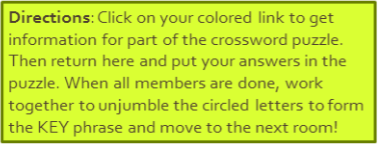 Directions: Click on your colored link to get
information for part of the crossword puzzle.
Then return here and put your answers in the
puzzle. When all members are done, work
together to unjumble the circled letters to form
the KEY phrase and move to the next room!